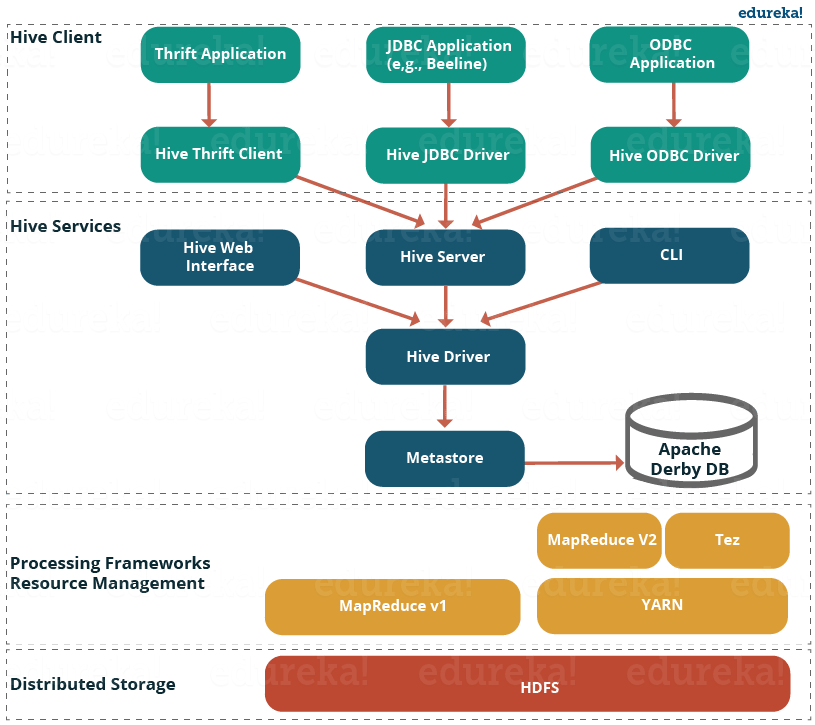 edureka!
Hive Client
Thrift Application
JDBC Application
(e,g., Beeline)
ODBC
Application
Hive Thrift Client
Hive JDBC Driver
Hive ODBC Driver
Hive Services
Hive Web
Interface
Hive Server
CLI
Hive Driver
Metastore
Apache
Derby DB
Processing Frameworks
Resource Management
MapReduce V2
Tez
MapReduce v1
YARN
Distributed Storage
HDFS